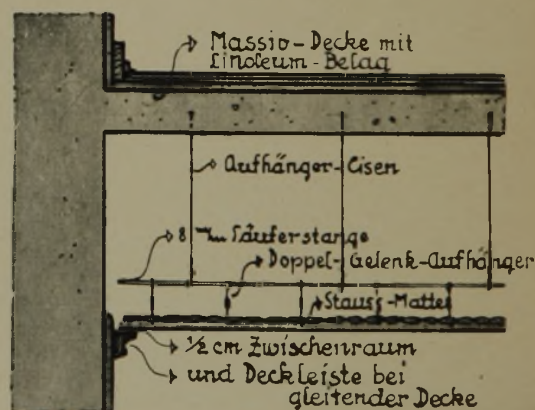 Massiv-Decke mit
Linoleum-Belag
Aufhänger-Eisen
8 m/m Läuferstange
Doppel-Gelenk-Aufhänger
Stauss-Matte
1/2 cm Zwischenraum
und Deckleiste bei
gleitender Decke